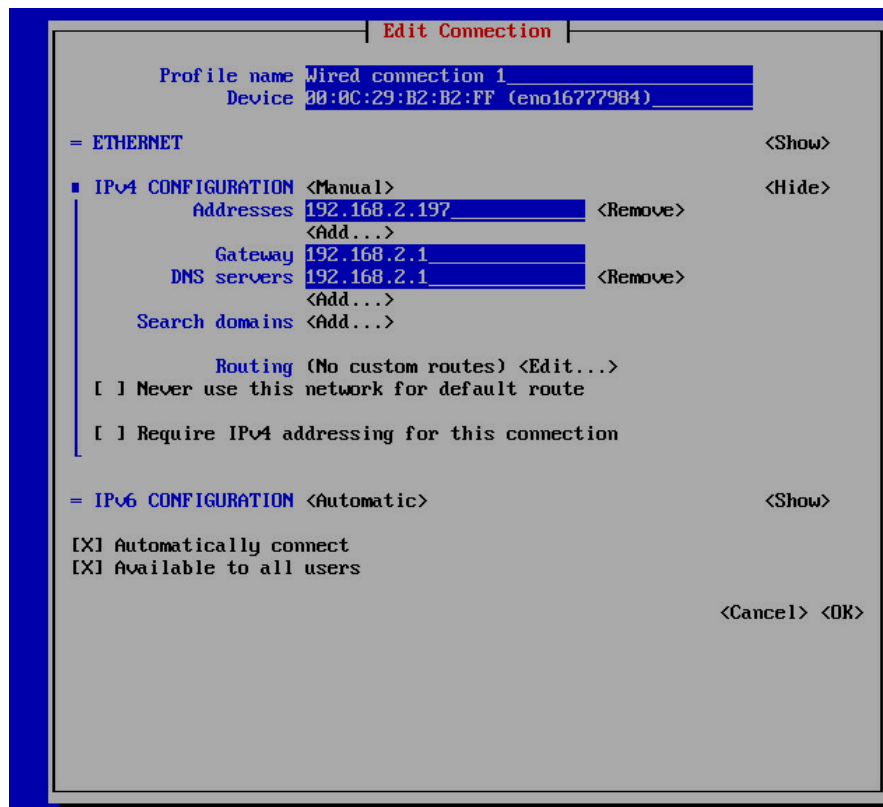 Edit Connection
Profile name Wired connection 1
Device 00:0C:29:B2:B2:FF (eno16777984)
= ETHERNET <Show>
IPv4 CONFIGURATION <Manual> <Hide>
Addresses 192.168.2.197 <Remove>
<Add...>
Gateway 192.168.2.1
DNS servers 192.168.2.1 <Remove>
<Add...>
Search domains <Add...>
Routing (No custom routes) <Edit...>
[ ] Never use this network for default route
[ ] Require IPv4 addressing for this connection
= IPv6 CONFIGURATION <Automatic> <Show>
[X] Automatically connect
[X] Available to all users
<Cancel> <OK>